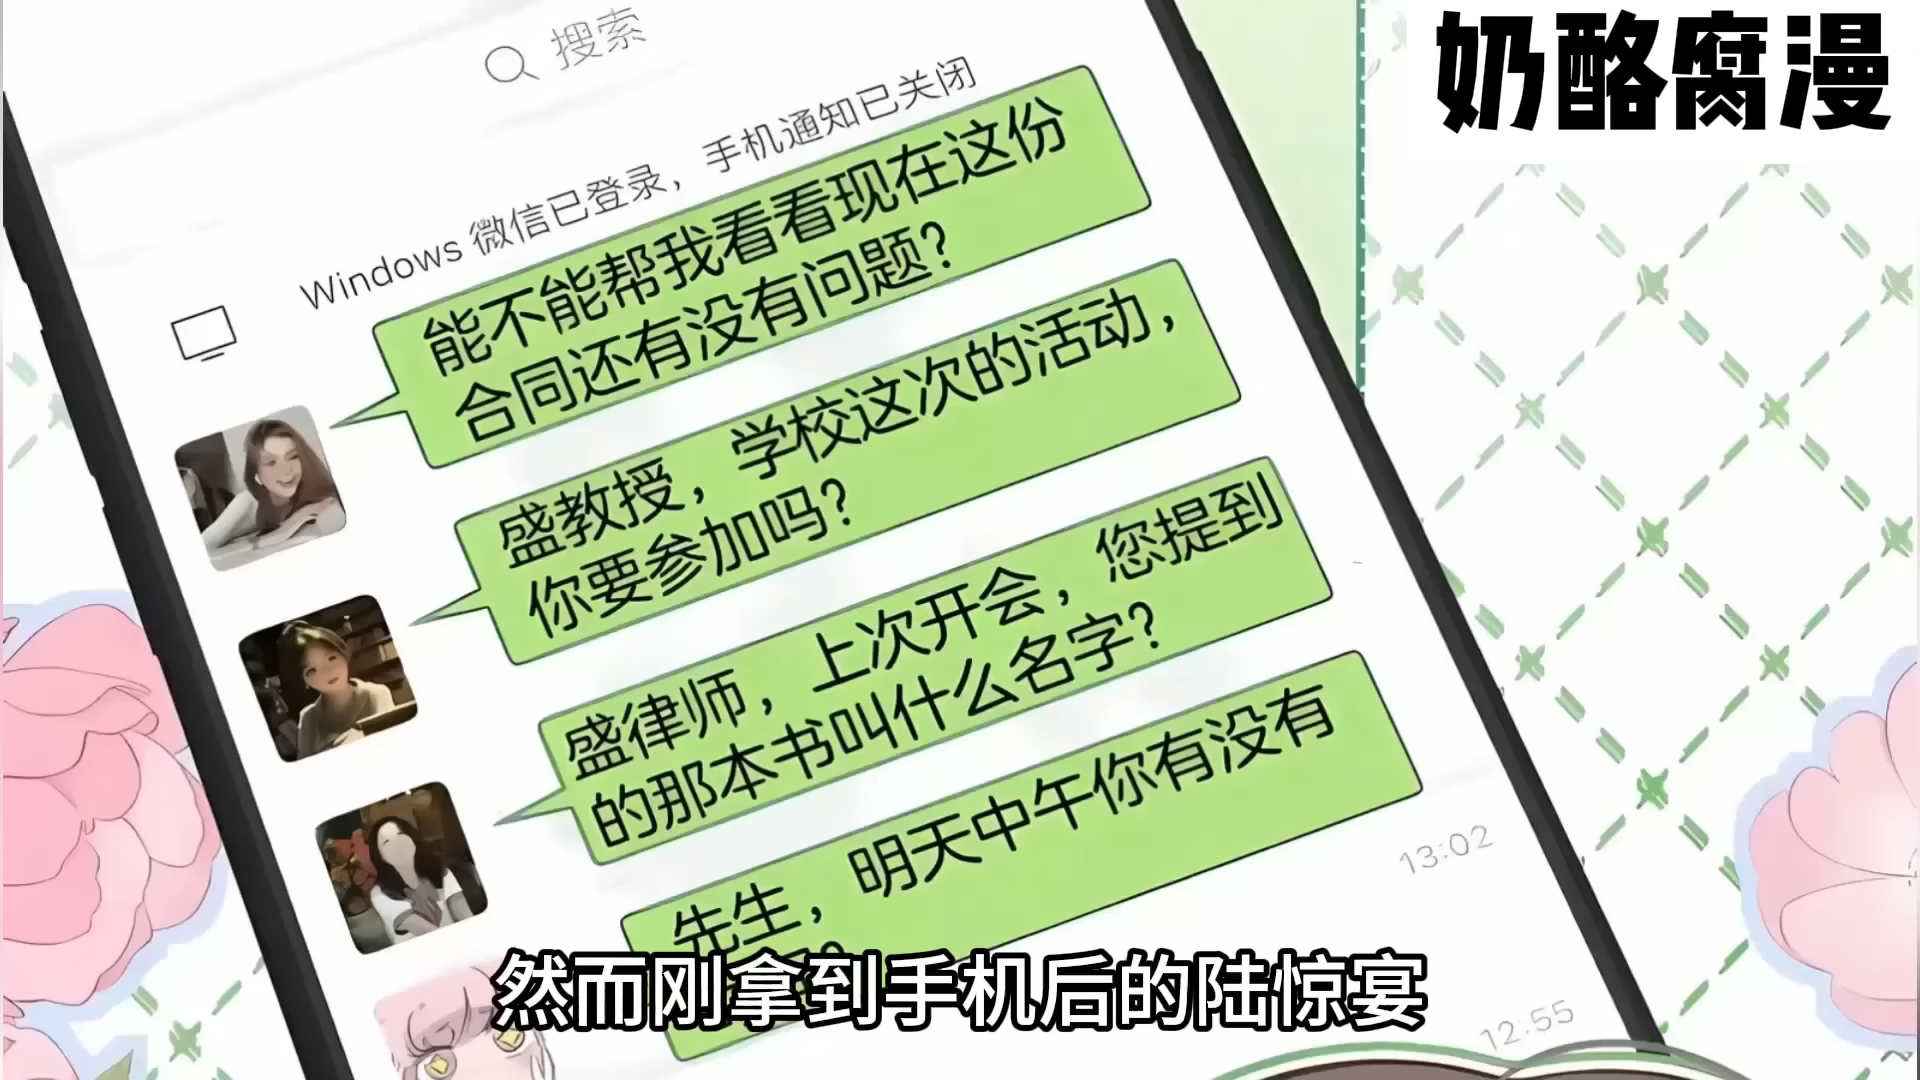 奶酪腐漫
搜索
Windows 微信已登录，手机通知已关闭
能不能帮我看看现在这份
合同还有没有问题？
盛教授，学校这次的活动，
你要参加吗？
盛律师，上次开会，您提到
的那本书叫什么名字？
先生，明天中午你有没有
13:02
12:55
然而刚拿到手机后的陆惊宴